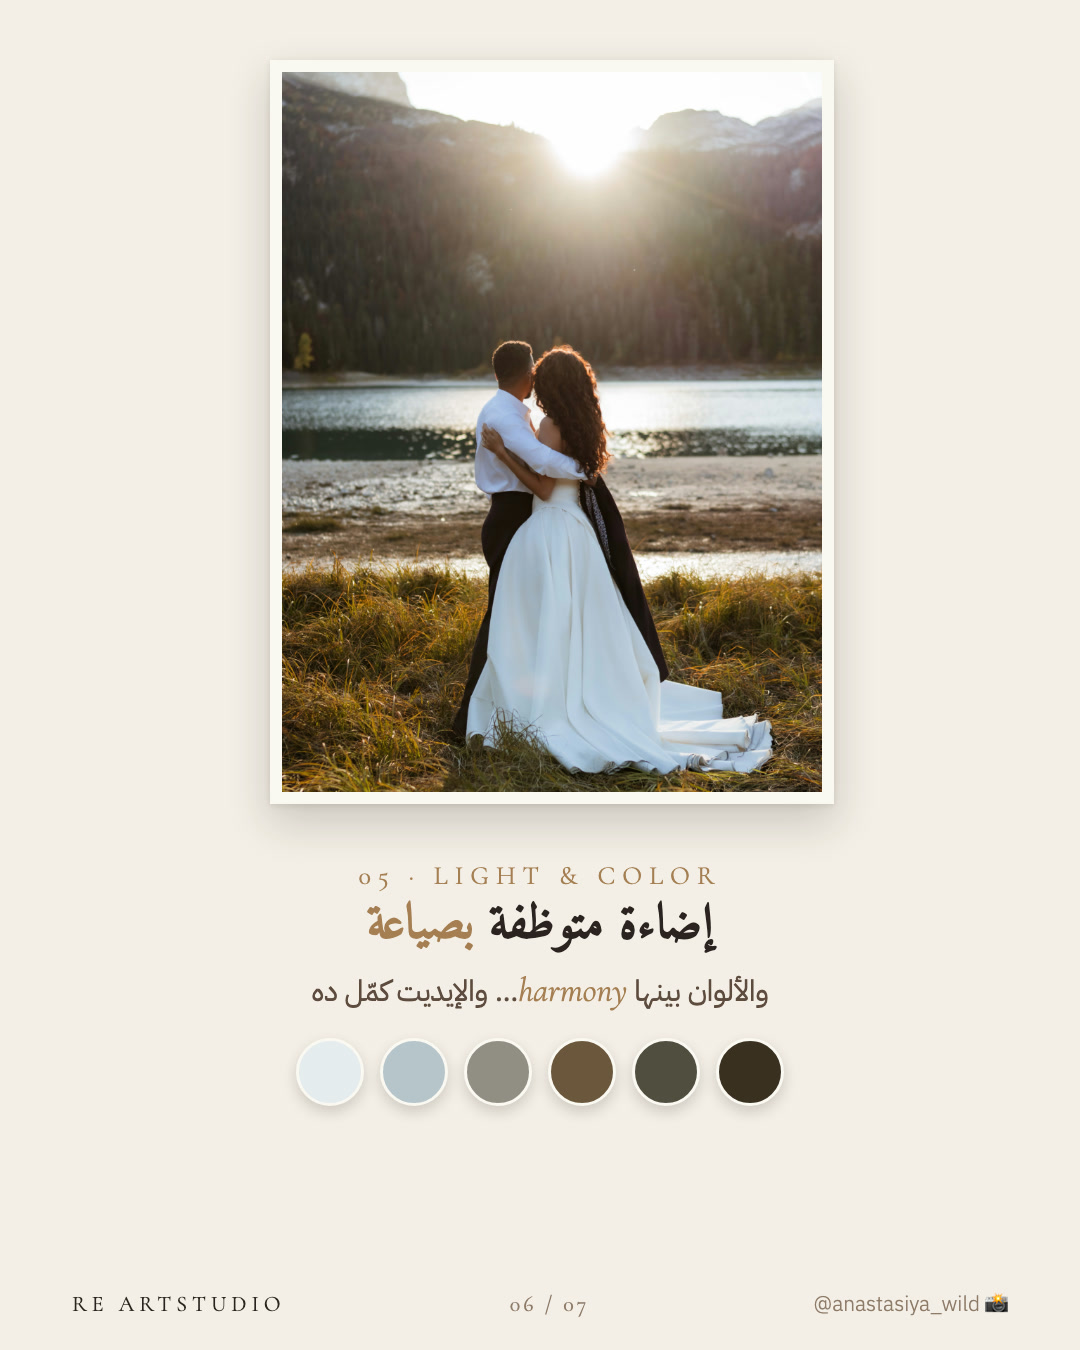 05 · LIGHT & COLOR
إضاءة متوظفة بصياعة
والألوان بينها harmony... والإيديت كمّل ده
RE ARTSTUDIO
06 / 07
@anastasiya_wild 📸